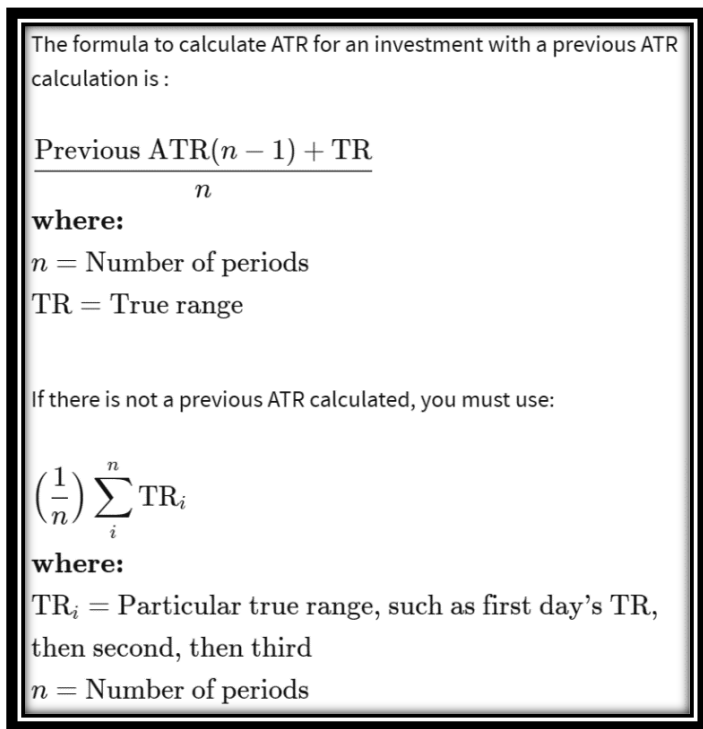 The formula to calculate ATR for an investment with a previous ATR
calculation is :
Previous ATR(n − 1) + TR
n
where:
n = Number of periods
TR = True range
If there is not a previous ATR calculated, you must use:
(1/n) ∑ᵢⁿ TRᵢ
where:
TRᵢ = Particular true range, such as first day’s TR,
then second, then third
n = Number of periods